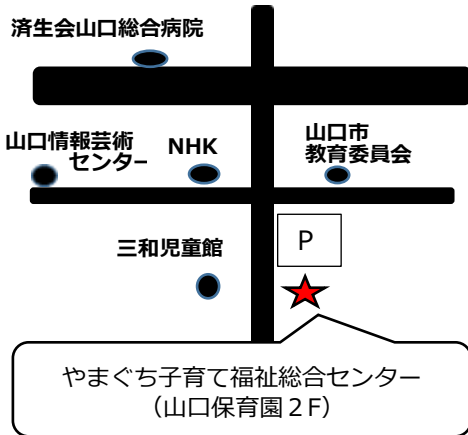 済生会山口総合病院
山口情報芸術
センター
NHK
山口市
教育委員会
三和児童館
P
やまぐち子育て福祉総合センター
（山口保育園２F）